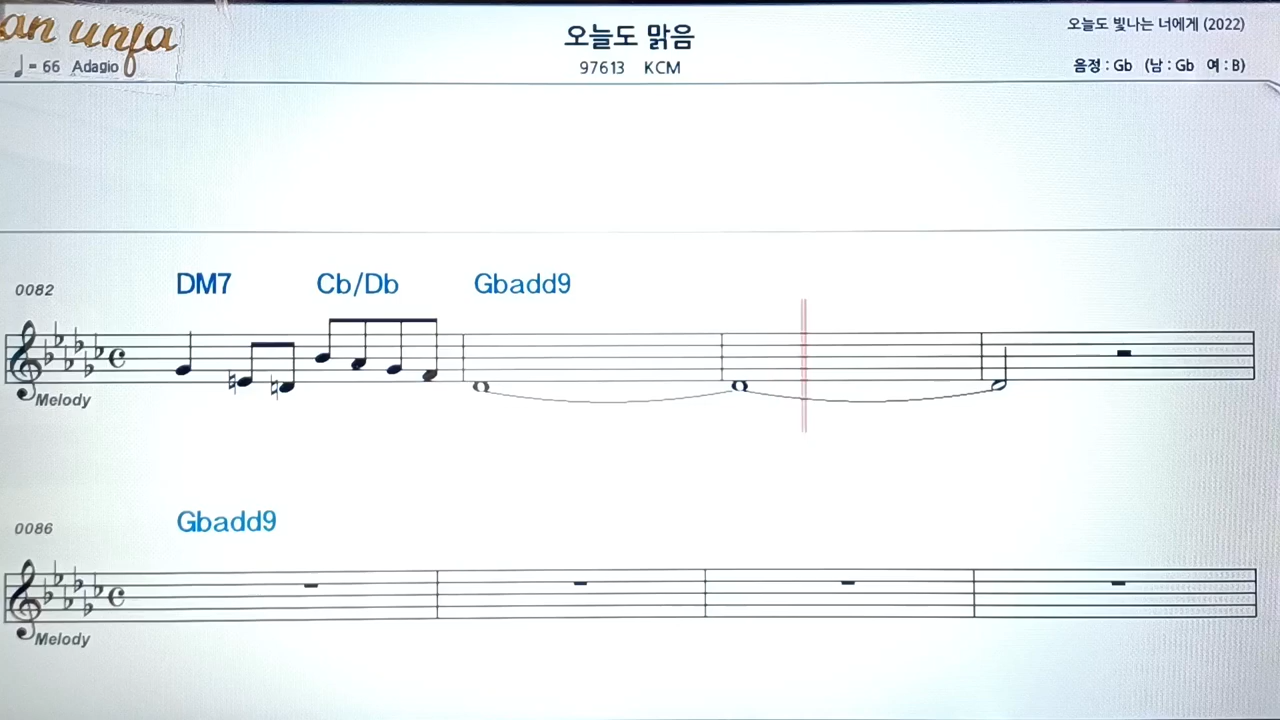 an unfa
오늘도 맑음
오늘도 빛나는 너에게 (2022)
♩= 66 Adagio
97613 KCM
음정 : Gb (남 : Gb 여 : B)
0082
DM7 Cb/Db Gbadd9
Melody
0086
Gbadd9
Melody